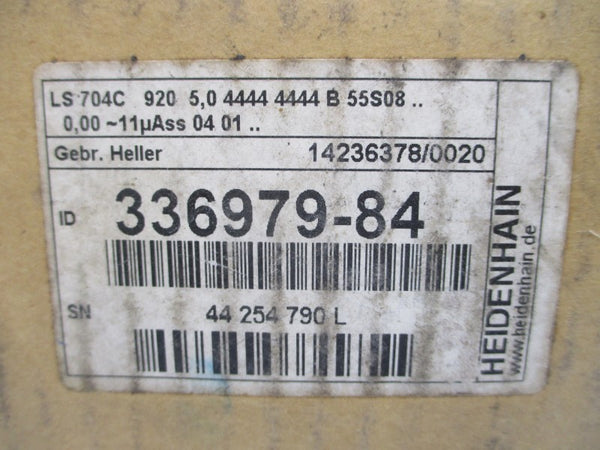 LS 704C 920 5,0 4444 4444 B 55S08 ..
0,00 ~11µAss 04 01 ..
Gebr. Heller 14236378/0020
ID 336979-84
SN 44 254 790 L
HEIDENHAIN
www.heidenhain.de